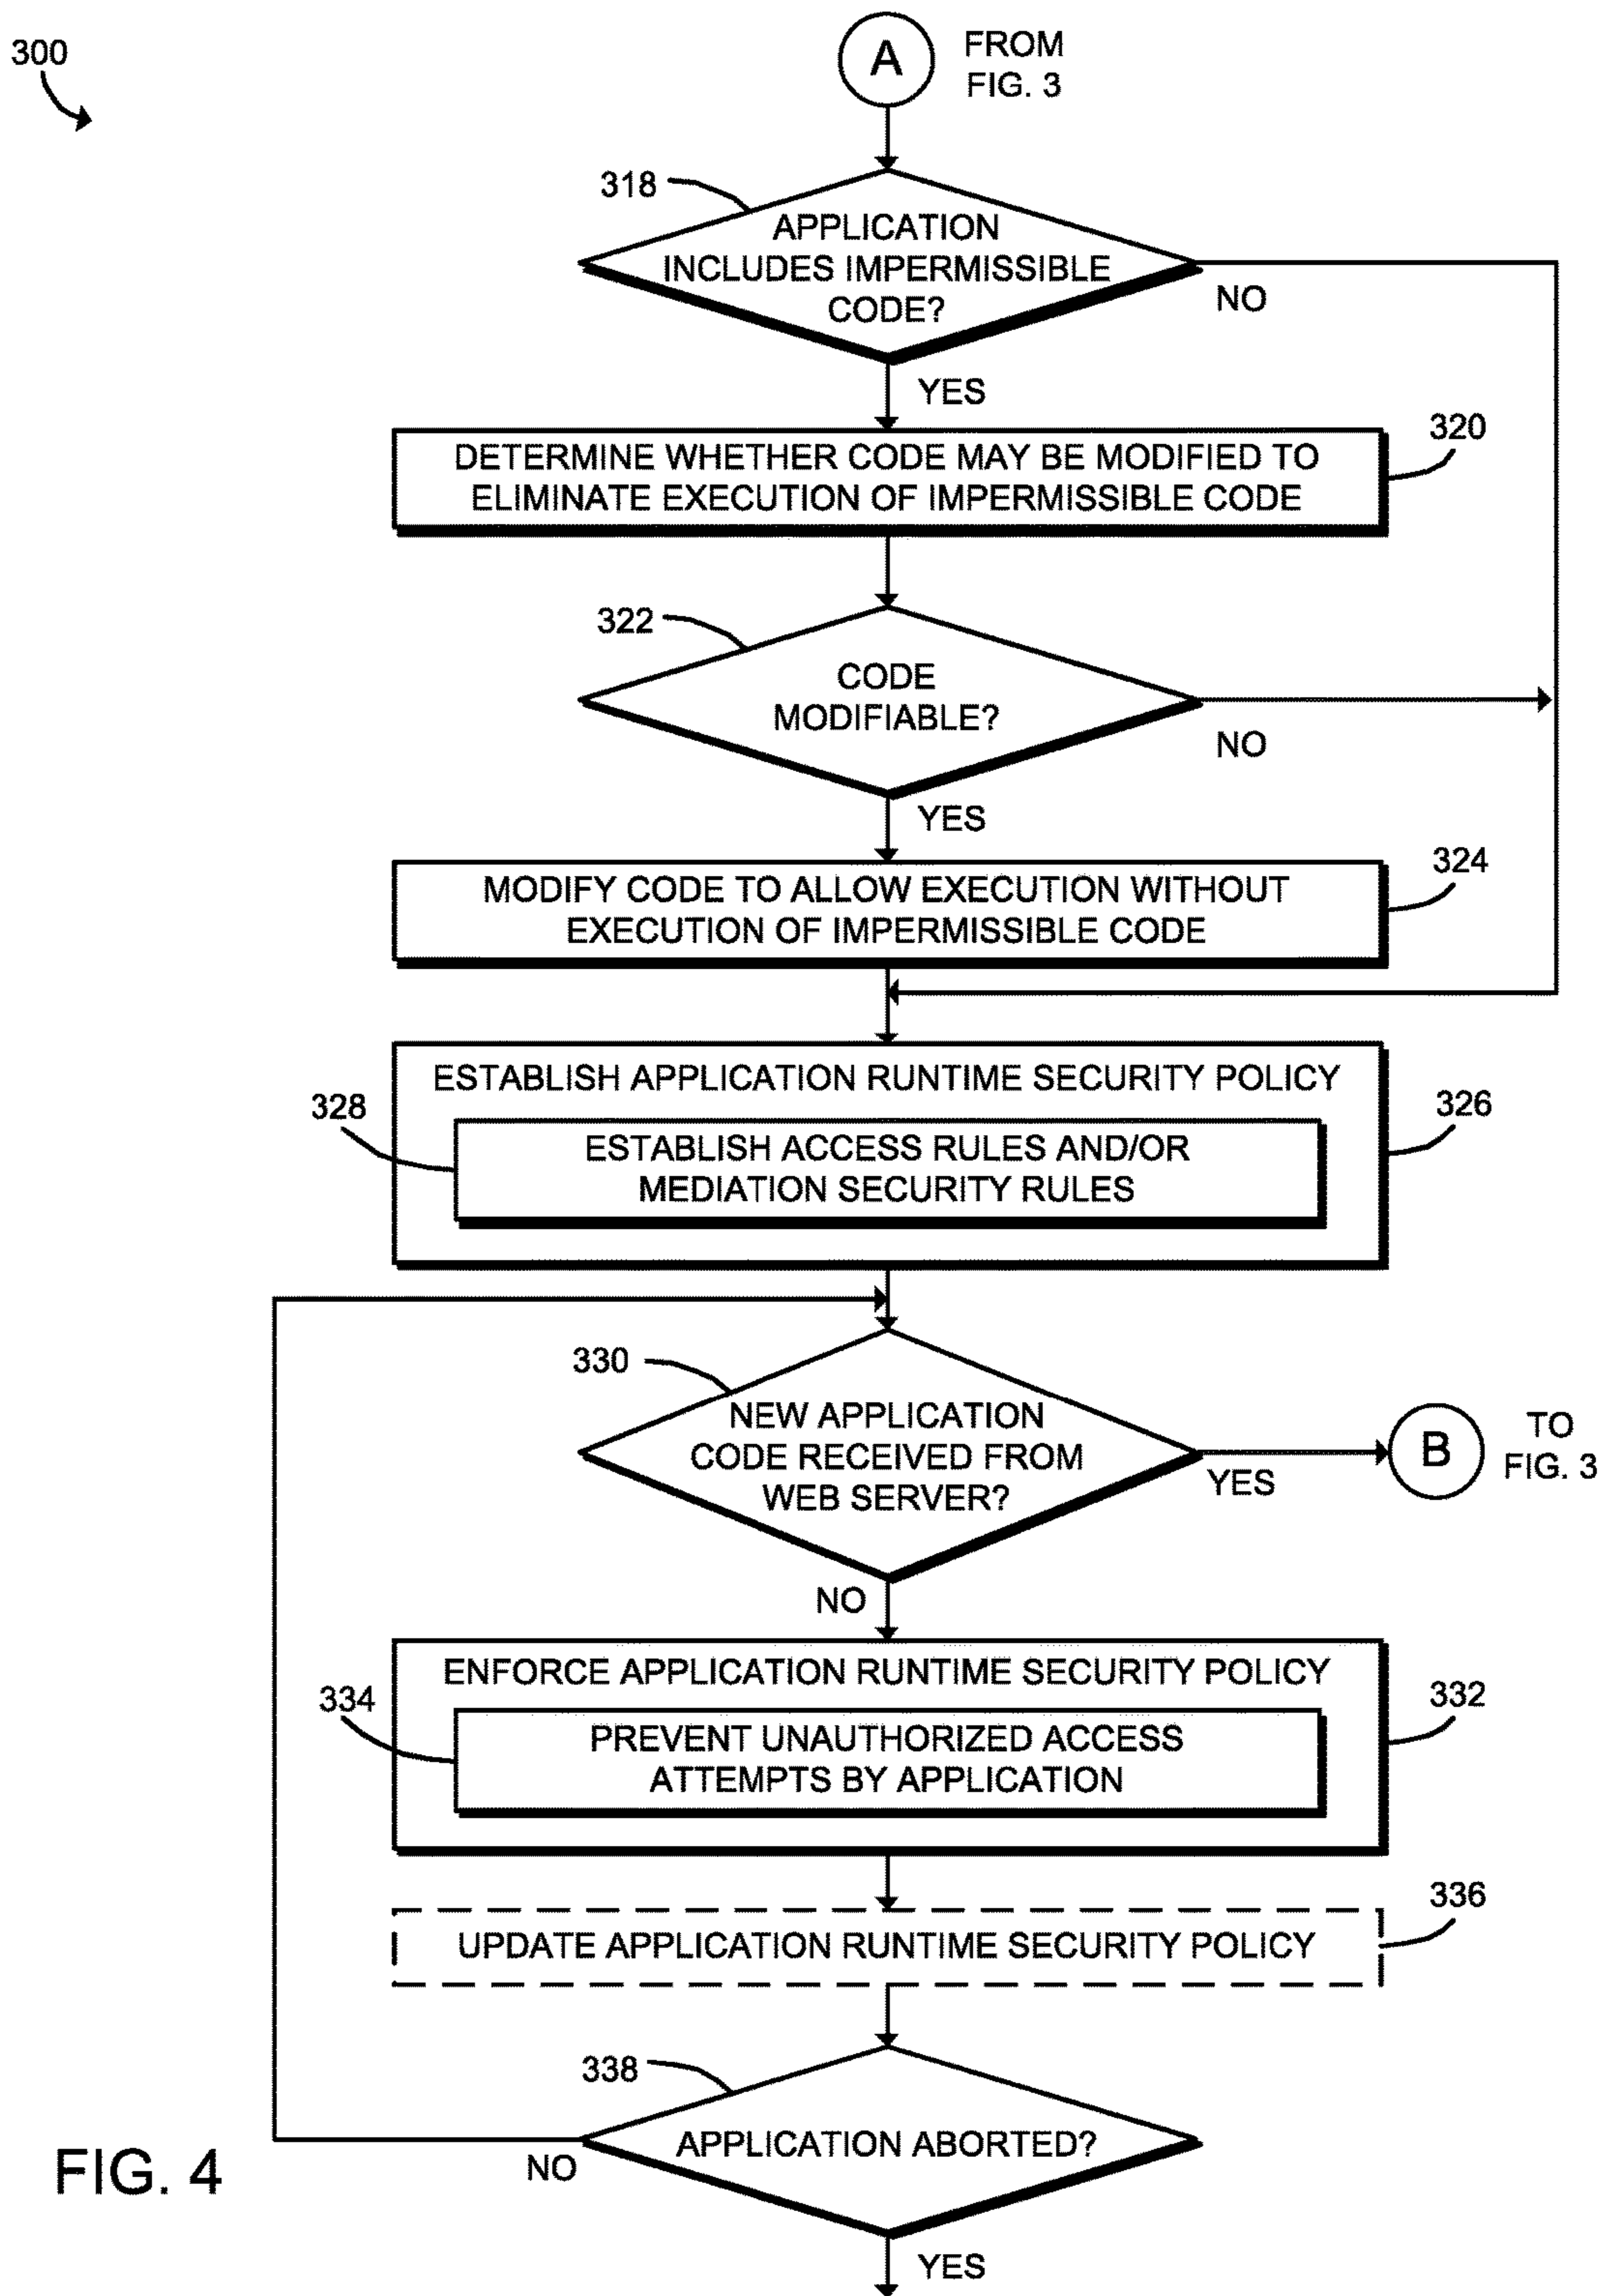 300
A
FROM
FIG. 3
318
APPLICATION
INCLUDES IMPERMISSIBLE
CODE?
NO
YES
320
DETERMINE WHETHER CODE MAY BE MODIFIED TO
ELIMINATE EXECUTION OF IMPERMISSIBLE CODE
322
CODE
MODIFIABLE?
NO
YES
324
MODIFY CODE TO ALLOW EXECUTION WITHOUT
EXECUTION OF IMPERMISSIBLE CODE
326
ESTABLISH APPLICATION RUNTIME SECURITY POLICY
328
ESTABLISH ACCESS RULES AND/OR
MEDIATION SECURITY RULES
330
NEW APPLICATION
CODE RECEIVED FROM
WEB SERVER?
YES
B
TO
FIG. 3
NO
332
ENFORCE APPLICATION RUNTIME SECURITY POLICY
334
PREVENT UNAUTHORIZED ACCESS
ATTEMPTS BY APPLICATION
336
UPDATE APPLICATION RUNTIME SECURITY POLICY
338
APPLICATION ABORTED?
NO
YES
FIG. 4